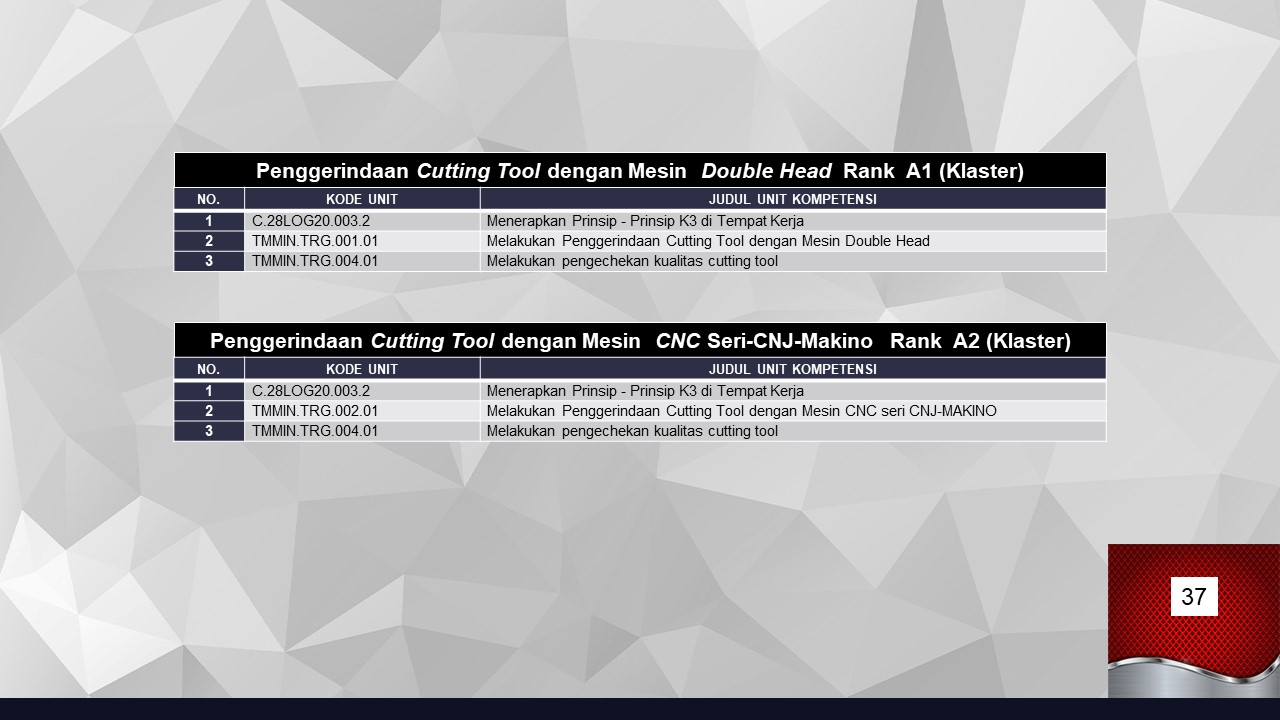 Penggerindaan Cutting Tool dengan Mesin Double Head Rank A1 (Klaster)
NO. KODE UNIT JUDUL UNIT KOMPETENSI
1 C.28LOG20.003.2 Menerapkan Prinsip - Prinsip K3 di Tempat Kerja
2 TMMIN.TRG.001.01 Melakukan Penggerindaan Cutting Tool dengan Mesin Double Head
3 TMMIN.TRG.004.01 Melakukan pengechekan kualitas cutting tool
Penggerindaan Cutting Tool dengan Mesin CNC Seri-CNJ-Makino Rank A2 (Klaster)
NO. KODE UNIT JUDUL UNIT KOMPETENSI
1 C.28LOG20.003.2 Menerapkan Prinsip - Prinsip K3 di Tempat Kerja
2 TMMIN.TRG.002.01 Melakukan Penggerindaan Cutting Tool dengan Mesin CNC seri CNJ-MAKINO
3 TMMIN.TRG.004.01 Melakukan pengechekan kualitas cutting tool
37